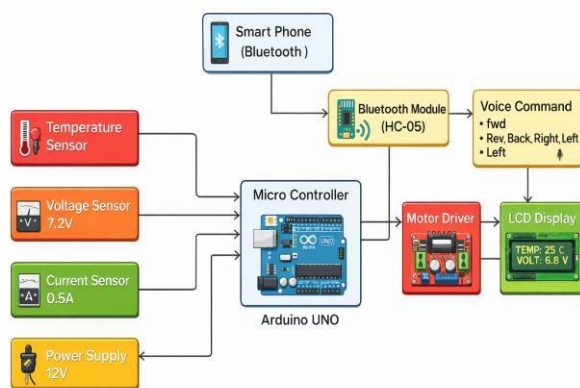 Smart Phone
(Bluetooth )
Bluetooth Module
(HC-05)
Voice Command
• fwd
• Rev, Back, Right, Left
• Left
Temperature
Sensor
Voltage Sensor
7.2V
Current Sensor
0.5A
Power Supply
12V
Micro Controller
UNO
Arduino UNO
Motor Driver
LCD Display
TEMP: 25 C
VOLT: 6.8 V
V
A